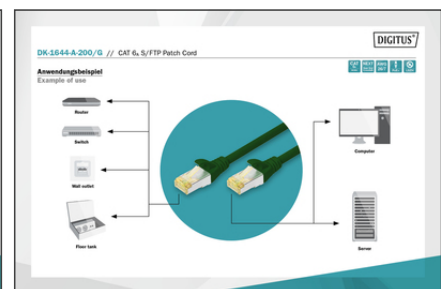 DIGITUS®
DK-1644-A-200/G // CAT 6A S/FTP Patch Cord
Anwendungsbeispiel
Example of use
Router
Switch
Wall outlet
Floor tank
Computer
Server